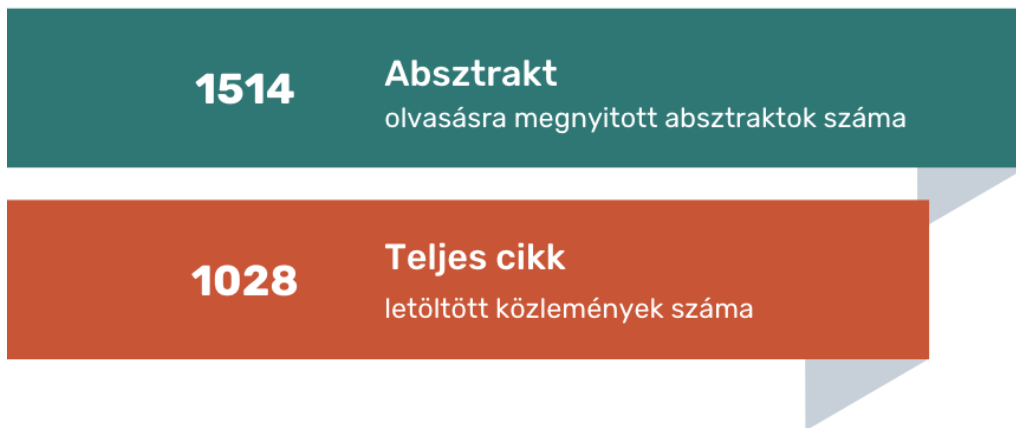 1514
Absztrakt
olvasásra megnyitott absztraktok száma
1028
Teljes cikk
letöltött közlemények száma